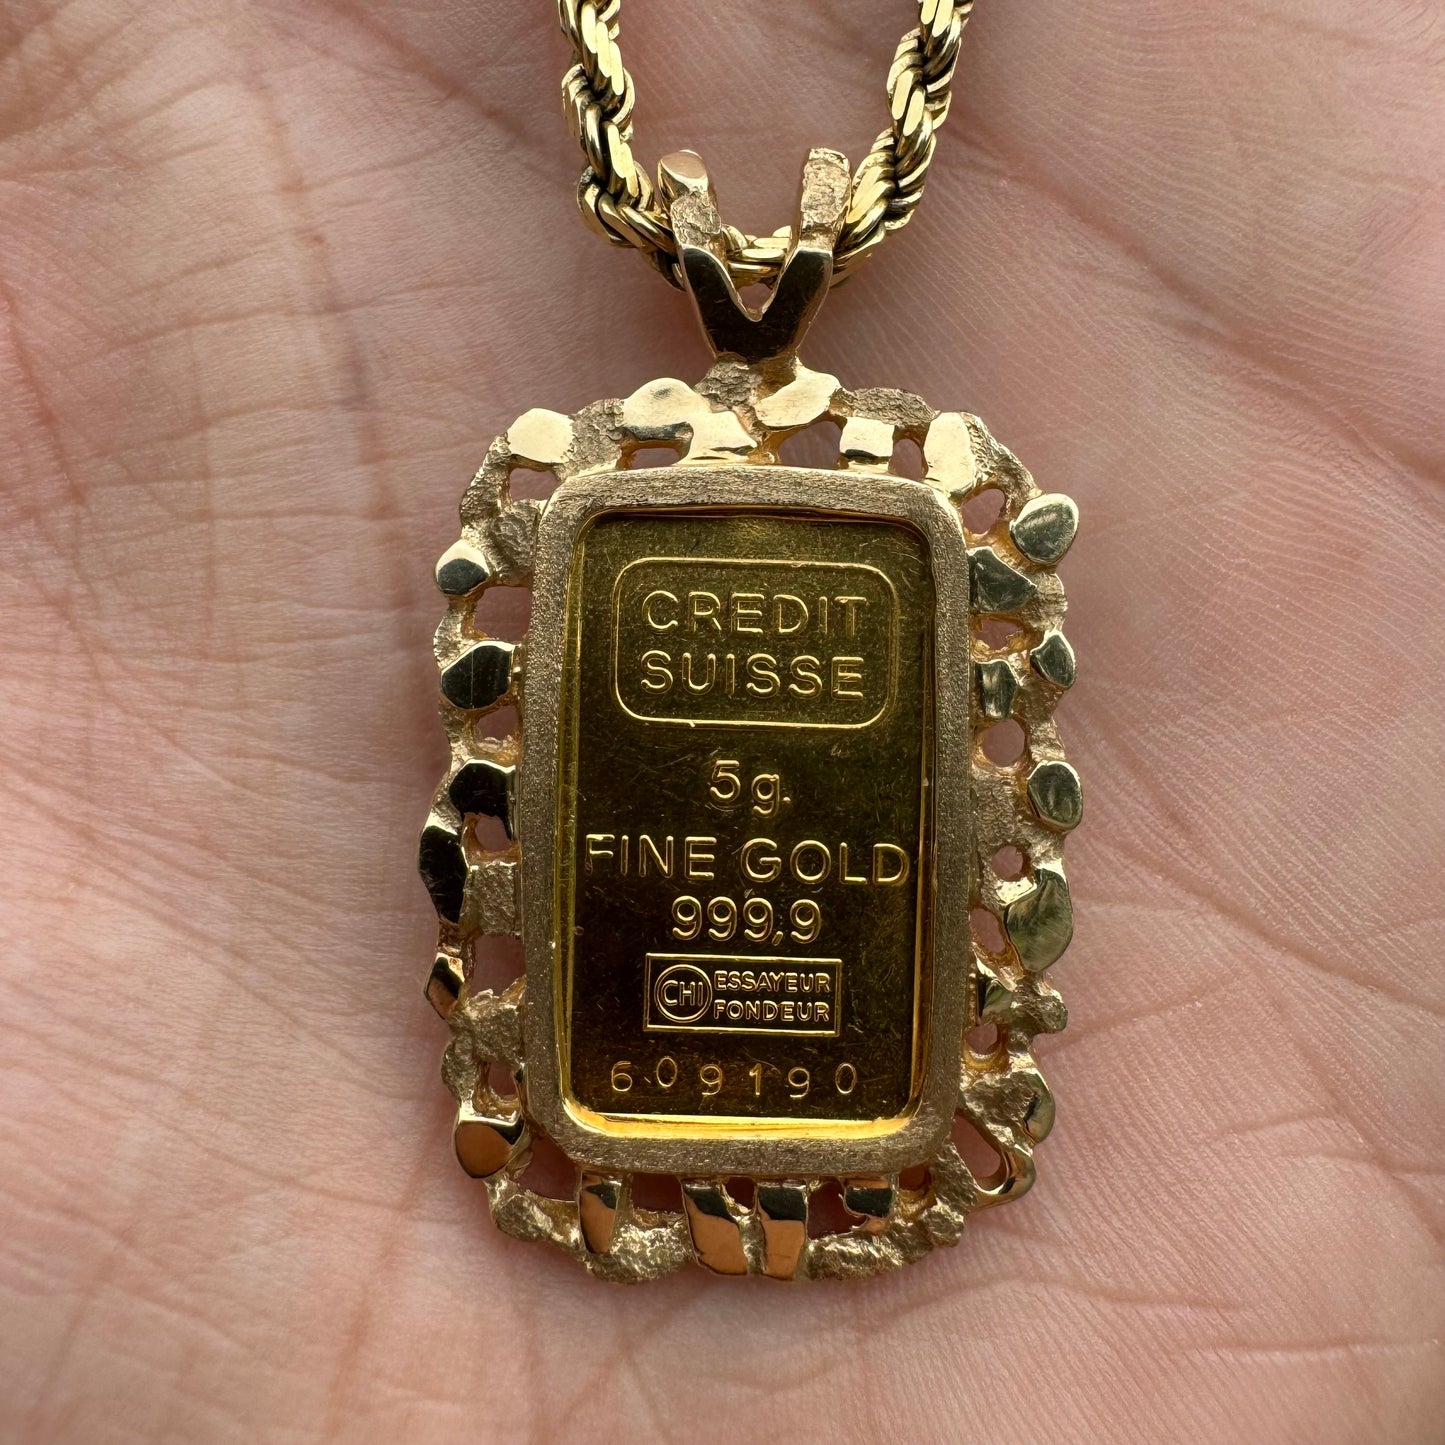 CREDIT
SUISSE
5g.
FINE GOLD
999,9
CHI ESSAYEUR
FONDEUR
609190